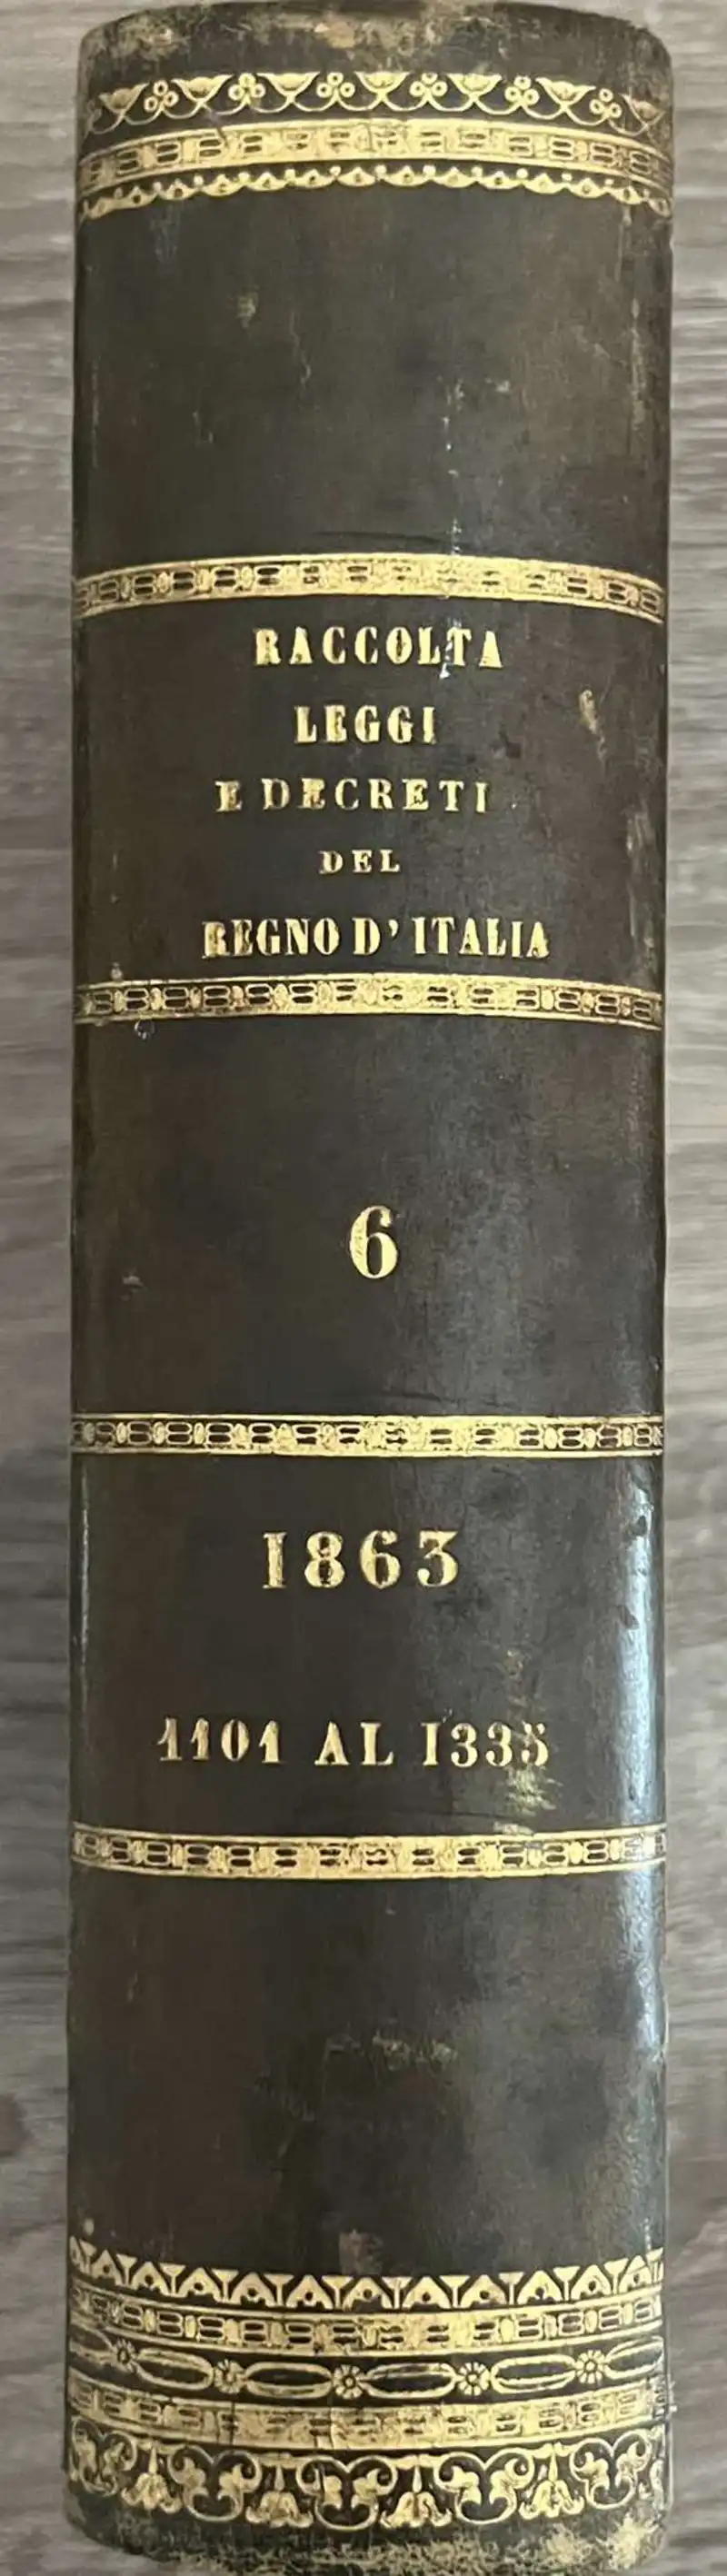 RACCOLTA
LEGGI
E DECRETI
DEL
REGNO D'ITALIA
6
1863
1101 AL 1335